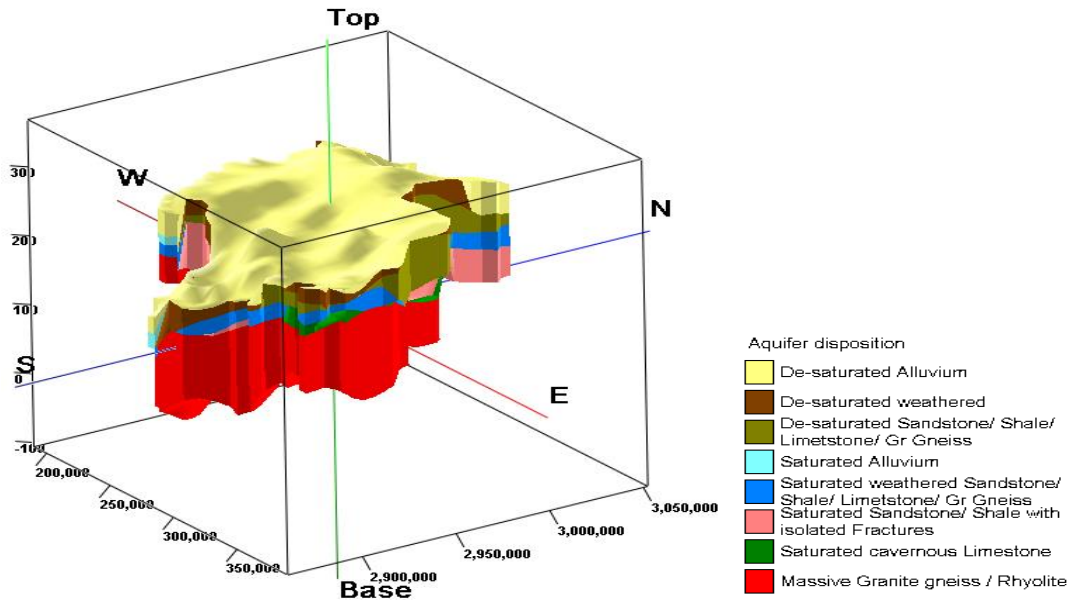 Top
300
W
N
200
100
S
0
E
-100
200,000
250,000
300,000
350,000
3,050,000
3,000,000
2,950,000
2,900,000
Base
Aquifer disposition
De-saturated Alluvium
De-saturated weathered
De-saturated Sandstone/ Shale/
Limetstone/ Gr Gneiss
Saturated Alluvium
Saturated weathered Sandstone/
Shale/ Limetstone/ Gr Gneiss
Saturated Sandstone/ Shale with
isolated Fractures
Saturated cavernous Limestone
Massive Granite gneiss / Rhyolite